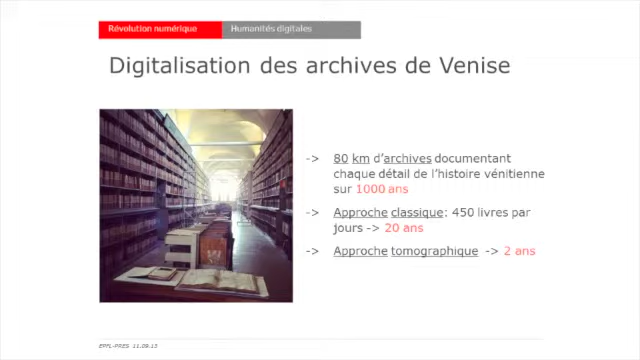 Révolution numérique
Humanités digitales
Digitalisation des archives de Venise
-> 80 km d'archives documentant
chaque détail de l'histoire vénitienne
sur 1000 ans
-> Approche classique: 450 livres par
jours -> 20 ans
-> Approche tomographique -> 2 ans
EPFL-PRES 11.09.13